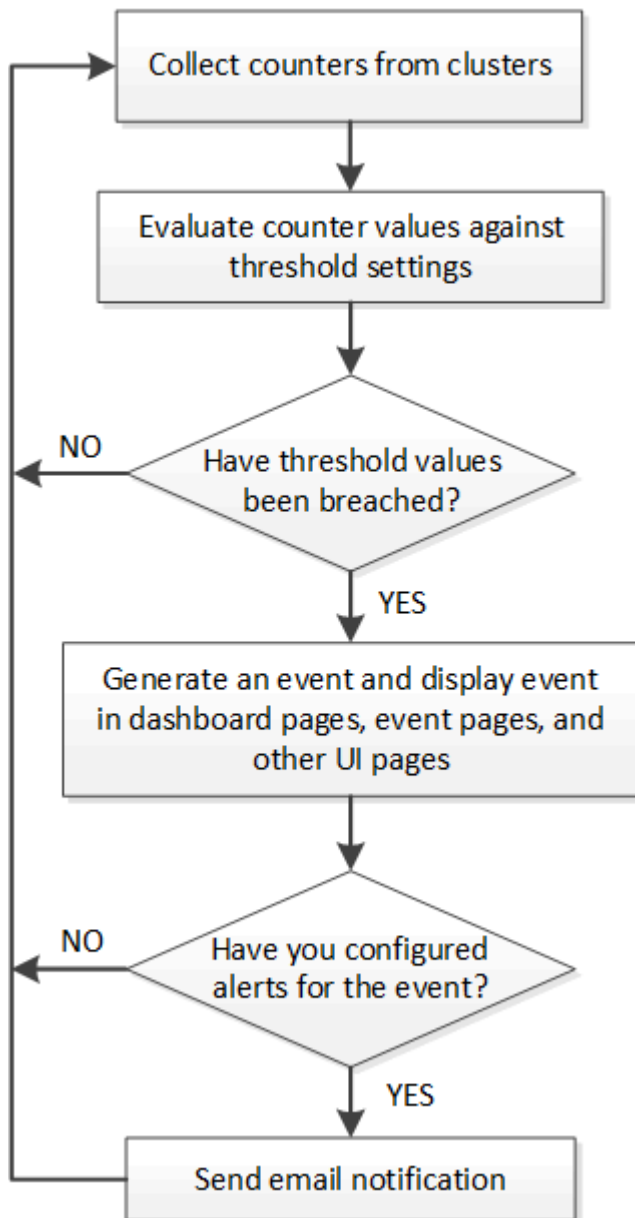 Collect counters from clusters
Evaluate counter values against
threshold settings
NO
Have threshold values
been breached?
YES
Generate an event and display event
in dashboard pages, event pages, and
other UI pages
NO
Have you configured
alerts for the event?
YES
Send email notification